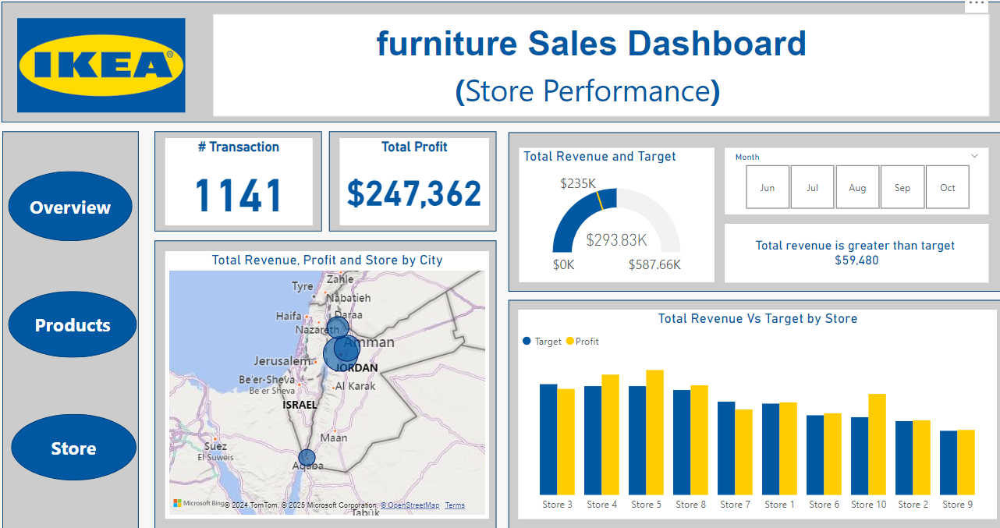 IKEA®
furniture Sales Dashboard
(Store Performance)
Overview
Products
Store
# Transaction
1141
Total Profit
$247,362
Total Revenue and Target
$235K
$293.83K
$0K
$587.66K
Month
Jun
Jul
Aug
Sep
Oct
Total revenue is greater than target
$59,480
Total Revenue, Profit and Store by City
Zahle
Tyre
Nabatieh
Haifa
Daraa
Nazareth
Amman
Jerusalem
JORDAN
Be'er-Sheva
Be'er Sheva
Al Karak
ISRAEL
Maan
Suez
El Suweis
Aqaba
Tabūk
Microsoft Bing
© 2024 TomTom, © 2025 Microsoft Corporation, © OpenStreetMap Terms
Total Revenue Vs Target by Store
Target
Profit
Store 3
Store 4
Store 5
Store 8
Store 7
Store 1
Store 6
Store 10
Store 2
Store 9